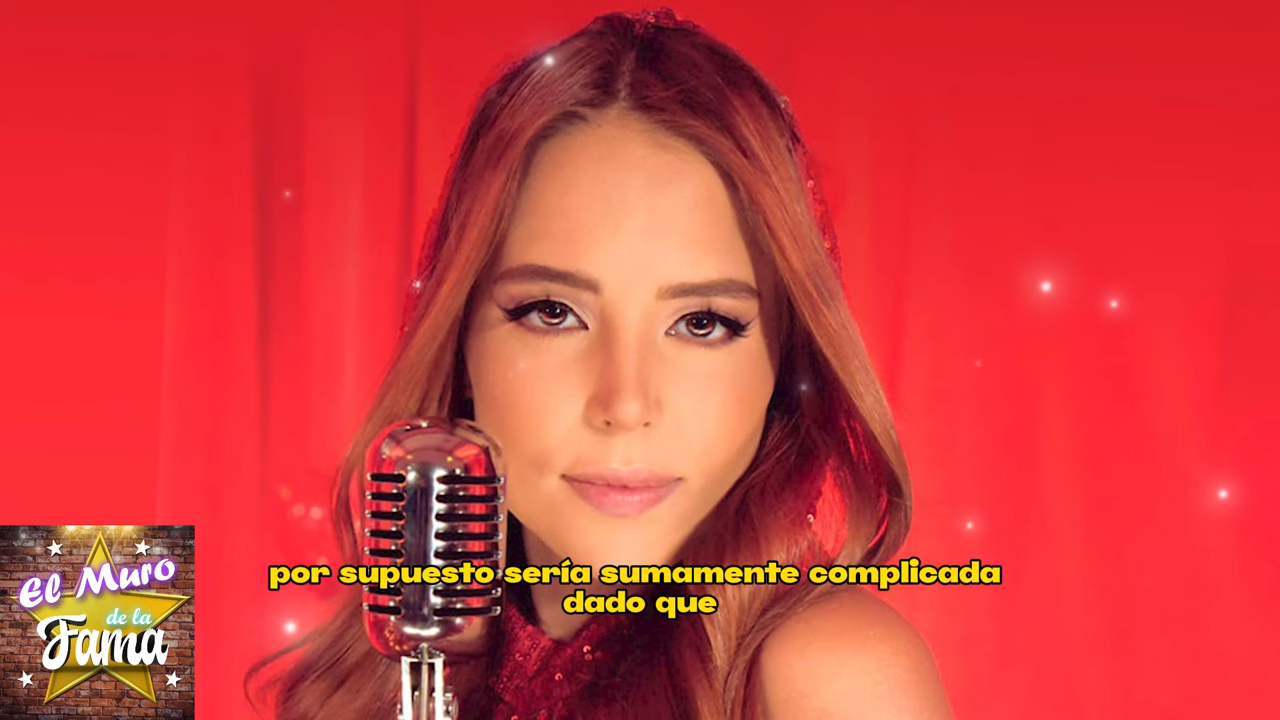 por supuesto sería sumamente complicada
dado que
El Muro
de la
Fama